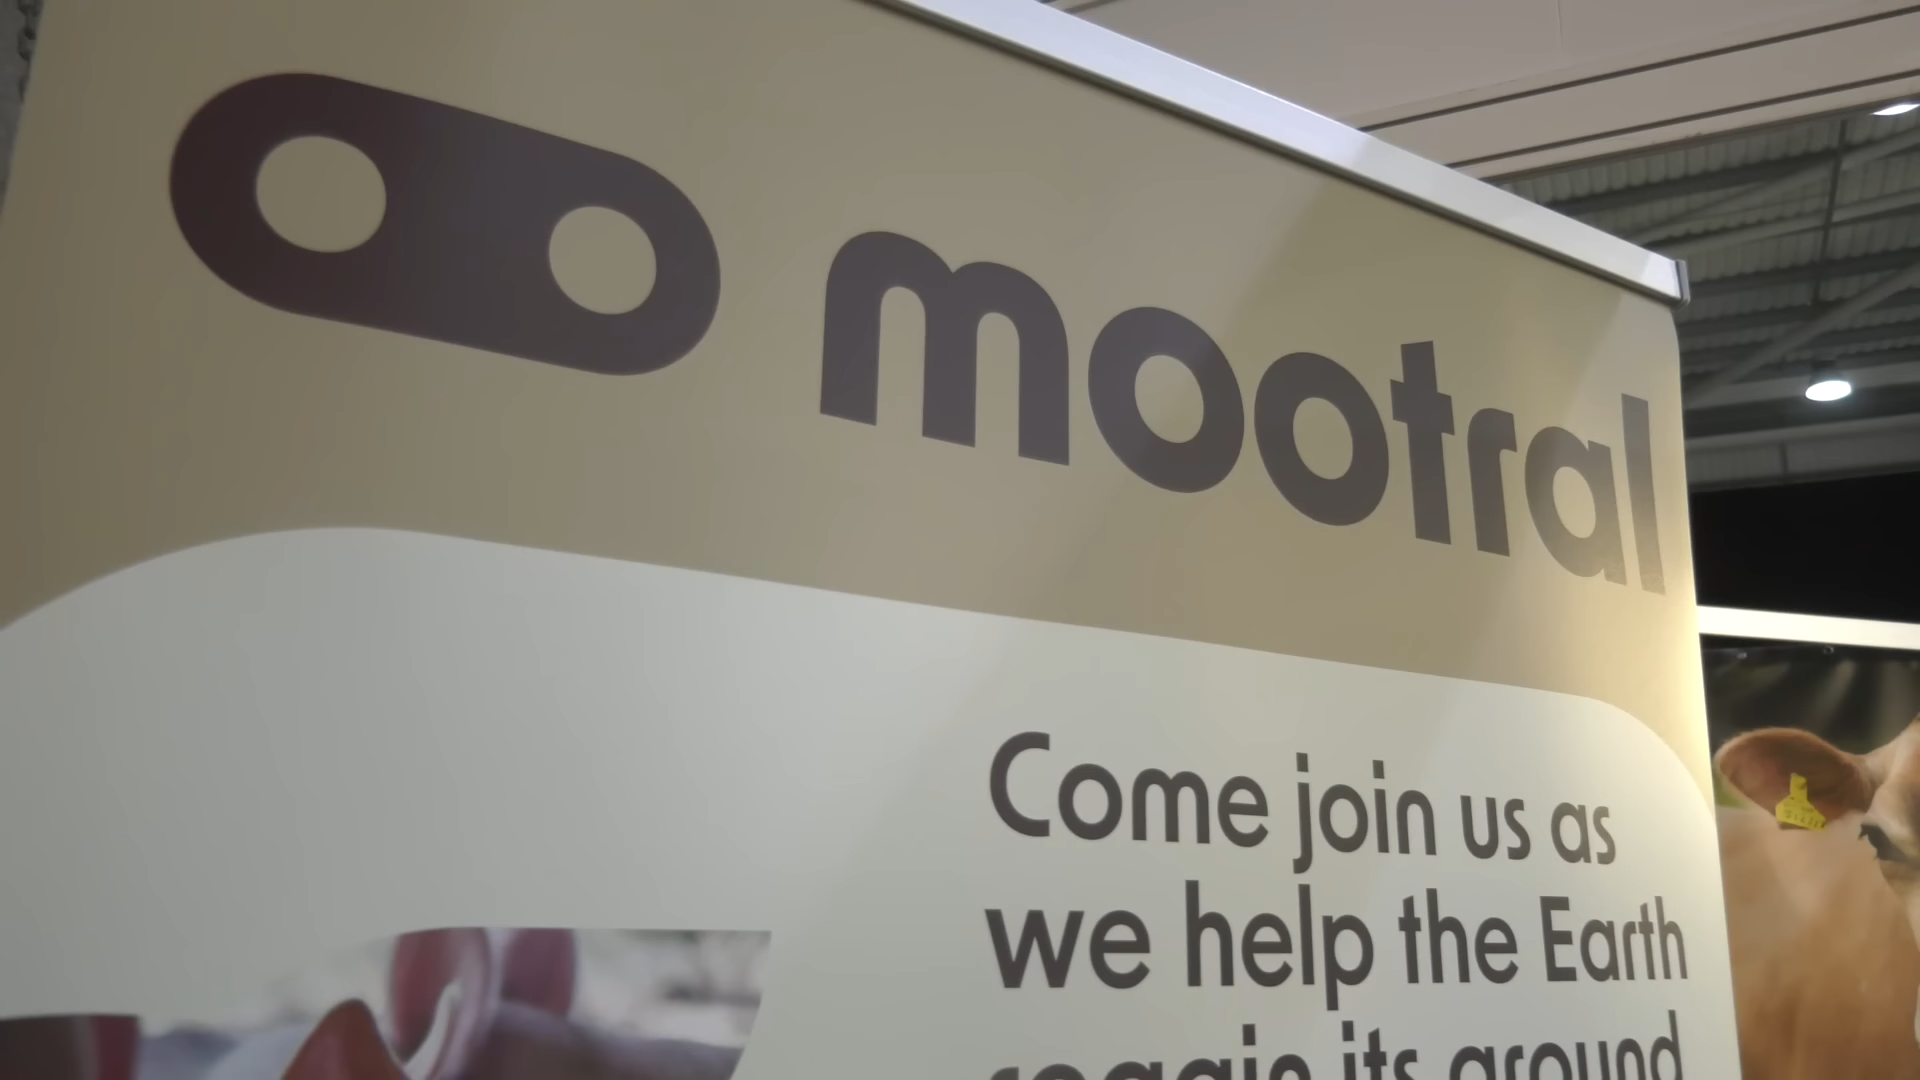 mootral
Come join us as
we help the Earth
regain its ground